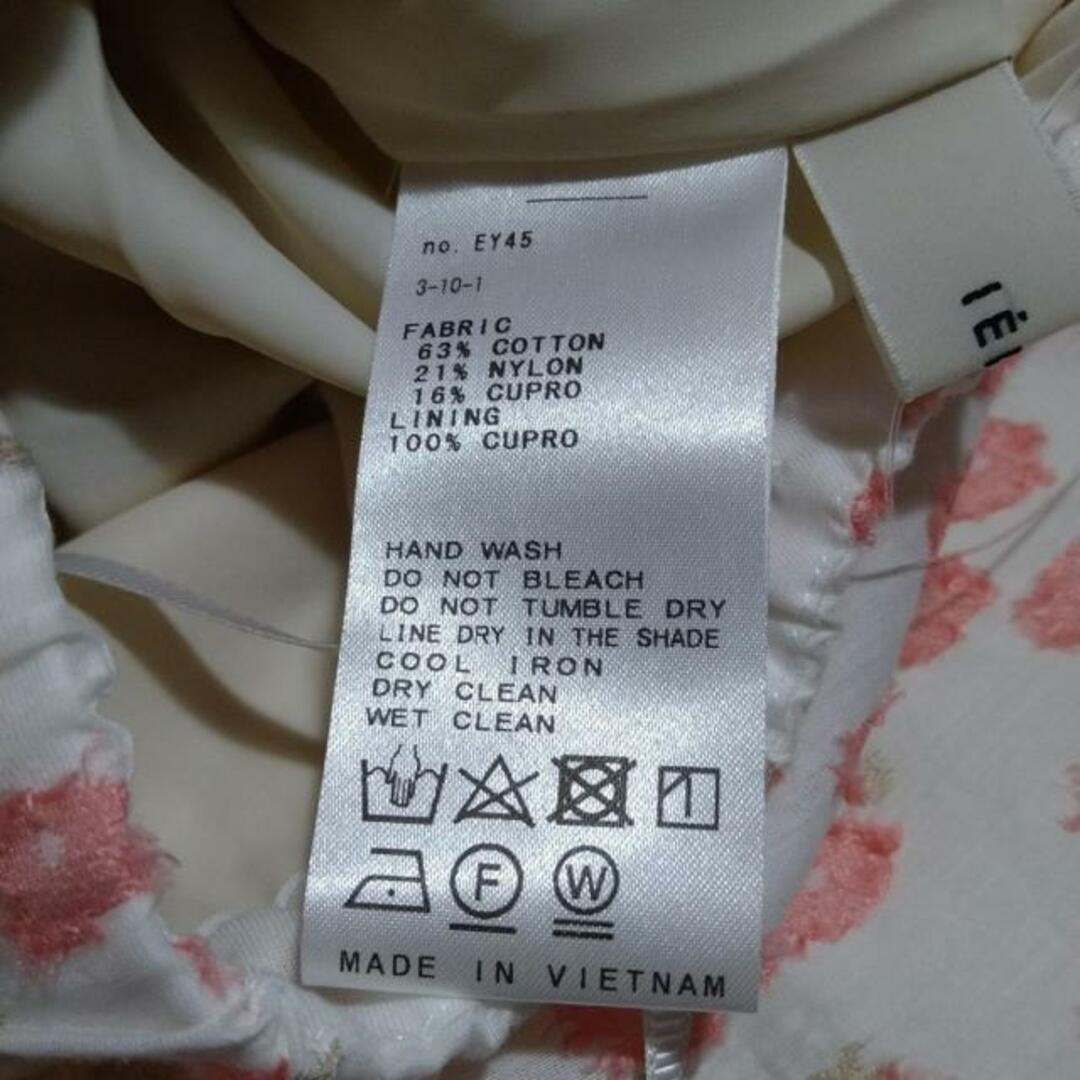 no. EY45
3-10-1
FABRIC
63% COTTON
21% NYLON
16% CUPRO
LINING
100% CUPRO
HAND WASH
DO NOT BLEACH
DO NOT TUMBLE DRY
LINE DRY IN THE SHADE
COOL IRON
DRY CLEAN
WET CLEAN
F W
MADE IN VIETNAM